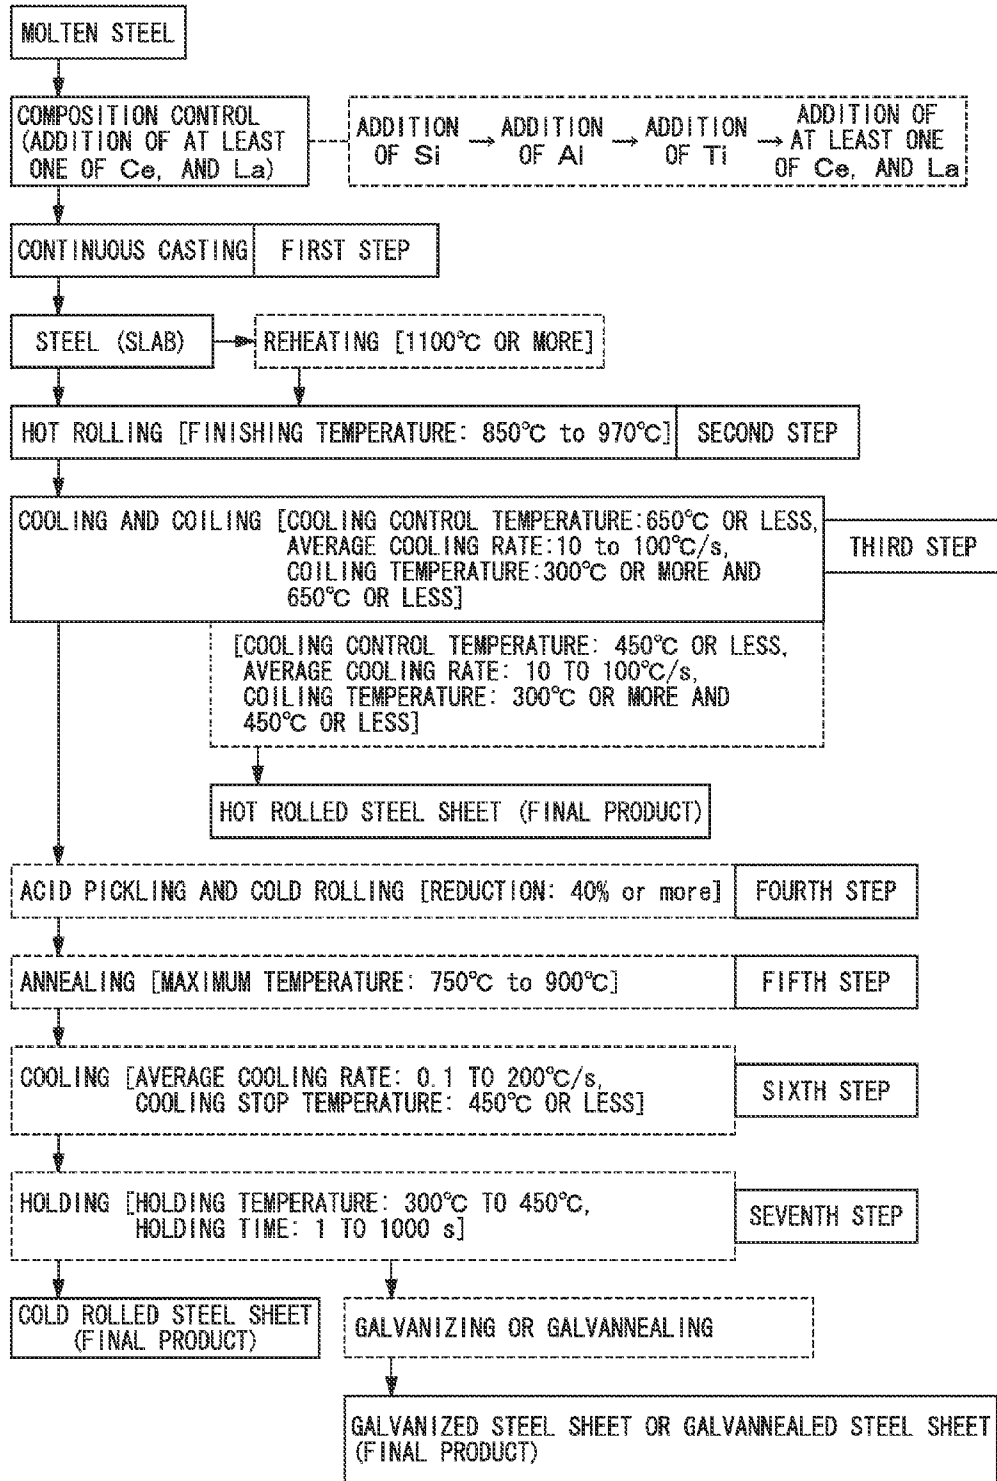 MOLTEN STEEL
COMPOSITION CONTROL
(ADDITION OF AT LEAST
ONE OF Ce, AND La)
ADDITION
OF Si
→ ADDITION
OF Al
→ ADDITION
OF Ti
→ ADDITION OF
AT LEAST ONE
OF Ce, AND La
CONTINUOUS CASTING
FIRST STEP
STEEL (SLAB)
REHEATING [1100℃ OR MORE]
HOT ROLLING [FINISHING TEMPERATURE: 850℃ to 970℃]
SECOND STEP
COOLING AND COILING [COOLING CONTROL TEMPERATURE:650℃ OR LESS,
AVERAGE COOLING RATE:10 to 100℃/s,
COILING TEMPERATURE:300℃ OR MORE AND
650℃ OR LESS]
THIRD STEP
[COOLING CONTROL TEMPERATURE: 450℃ OR LESS,
AVERAGE COOLING RATE: 10 TO 100℃/s,
COILING TEMPERATURE: 300℃ OR MORE AND
450℃ OR LESS]
HOT ROLLED STEEL SHEET (FINAL PRODUCT)
ACID PICKLING AND COLD ROLLING [REDUCTION: 40% or more]
FOURTH STEP
ANNEALING [MAXIMUM TEMPERATURE: 750℃ to 900℃]
FIFTH STEP
COOLING [AVERAGE COOLING RATE: 0.1 TO 200℃/s,
COOLING STOP TEMPERATURE: 450℃ OR LESS]
SIXTH STEP
HOLDING [HOLDING TEMPERATURE: 300℃ TO 450℃,
HOLDING TIME: 1 TO 1000 s]
SEVENTH STEP
COLD ROLLED STEEL SHEET
(FINAL PRODUCT)
GALVANIZING OR GALVANNEALING
GALVANIZED STEEL SHEET OR GALVANNEALED STEEL SHEET
(FINAL PRODUCT)